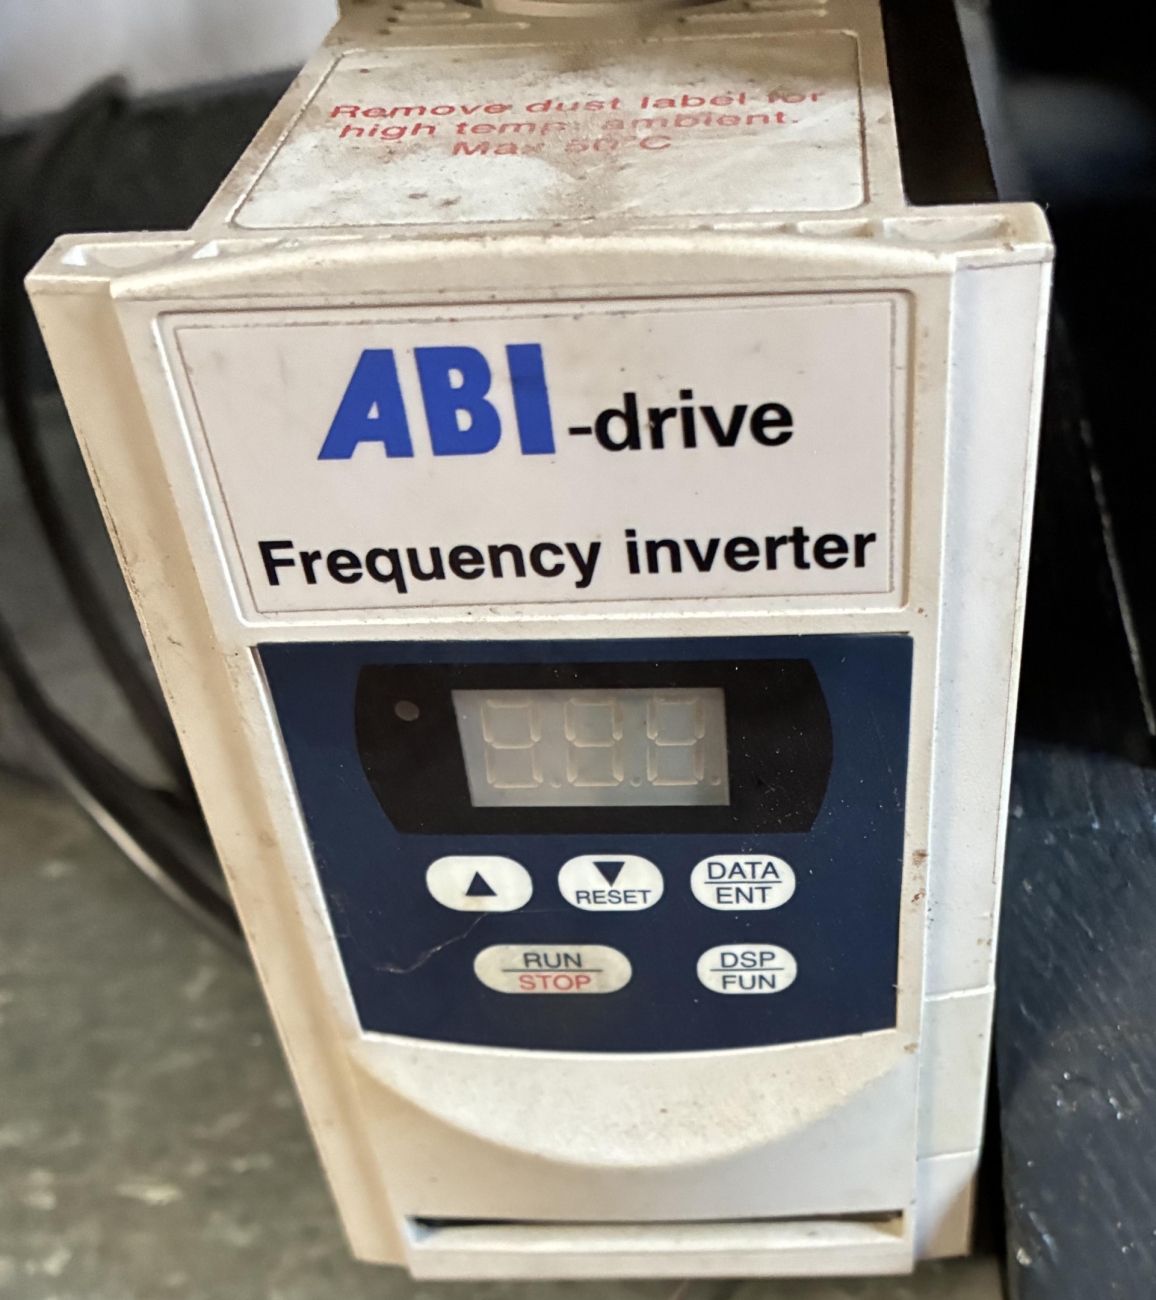 Remove dust label for
high temp. ambient.
Max 50°C
ABI-drive
Frequency inverter
▲
▼
RESET
DATA
ENT
RUN
STOP
DSP
FUN